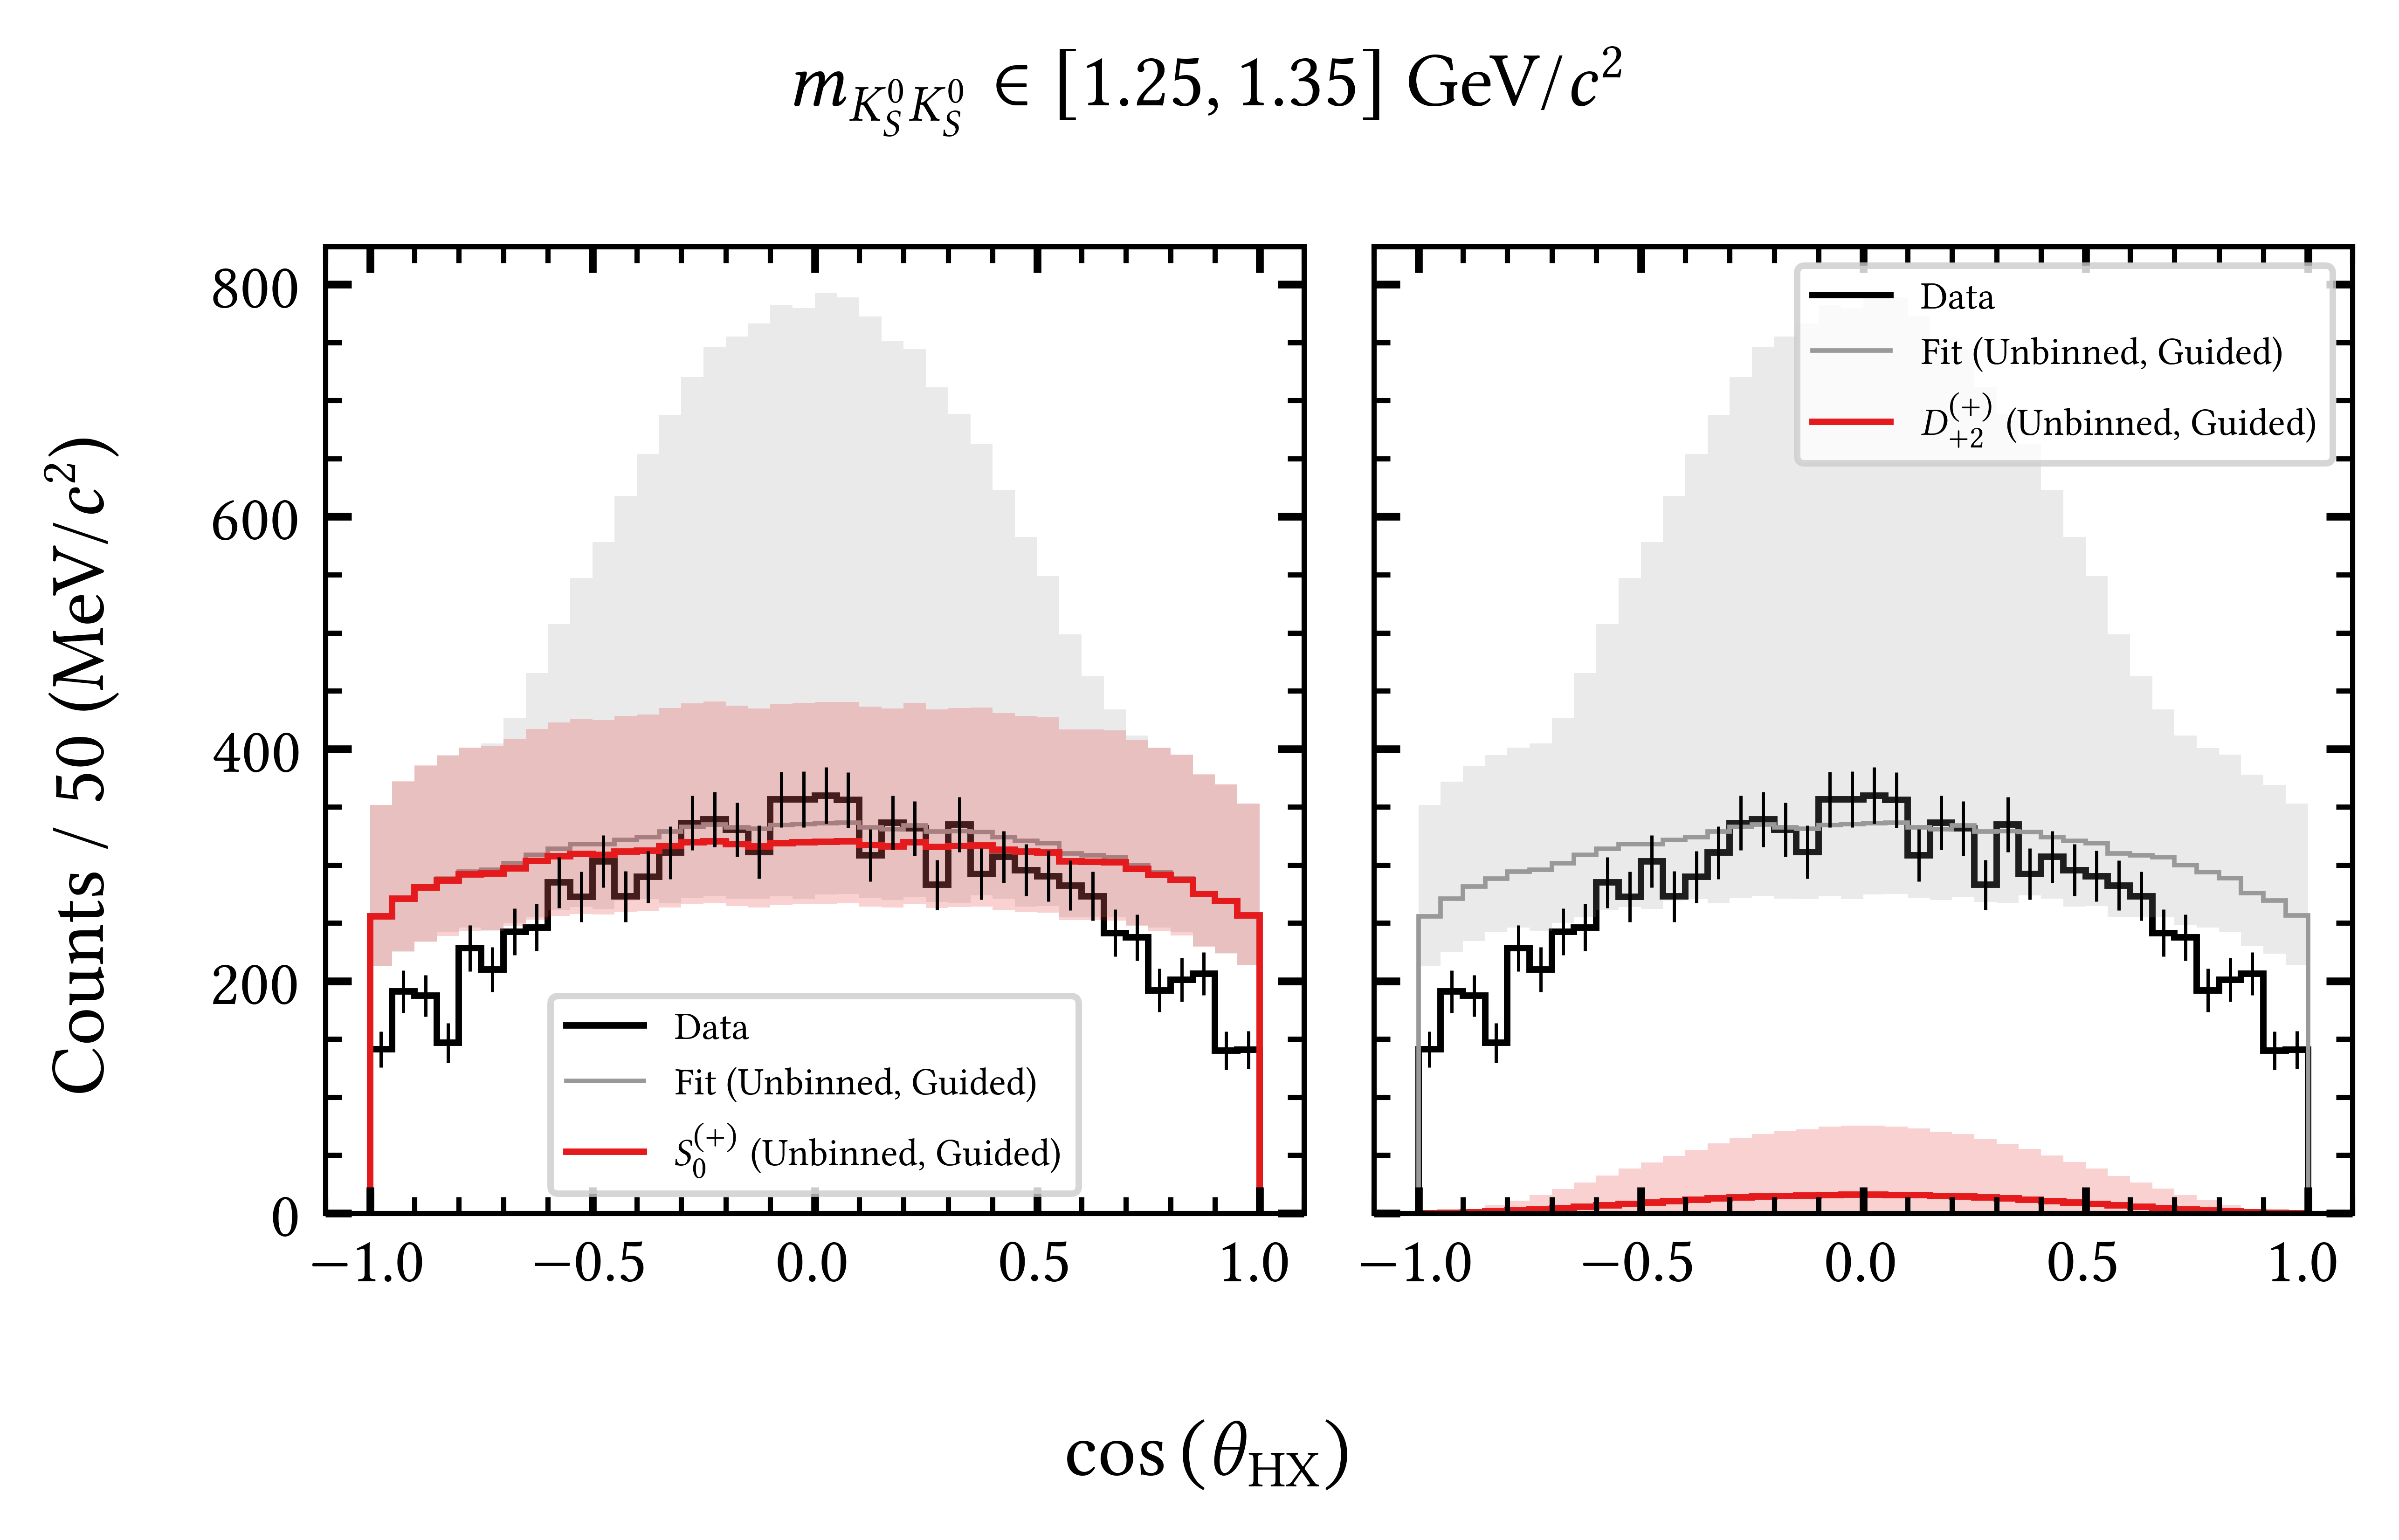 m_{K_S^0 K_S^0} ∈ [1.25, 1.35] GeV/c²
Counts / 50 (MeV/c²)
800
600
400
200
0
Data
Fit (Unbinned, Guided)
S_0^{(+)} (Unbinned, Guided)
−1.0 −0.5 0.0 0.5 1.0
Data
Fit (Unbinned, Guided)
D_{+2}^{(+)} (Unbinned, Guided)
−1.0 −0.5 0.0 0.5 1.0
cos (θ_{HX})